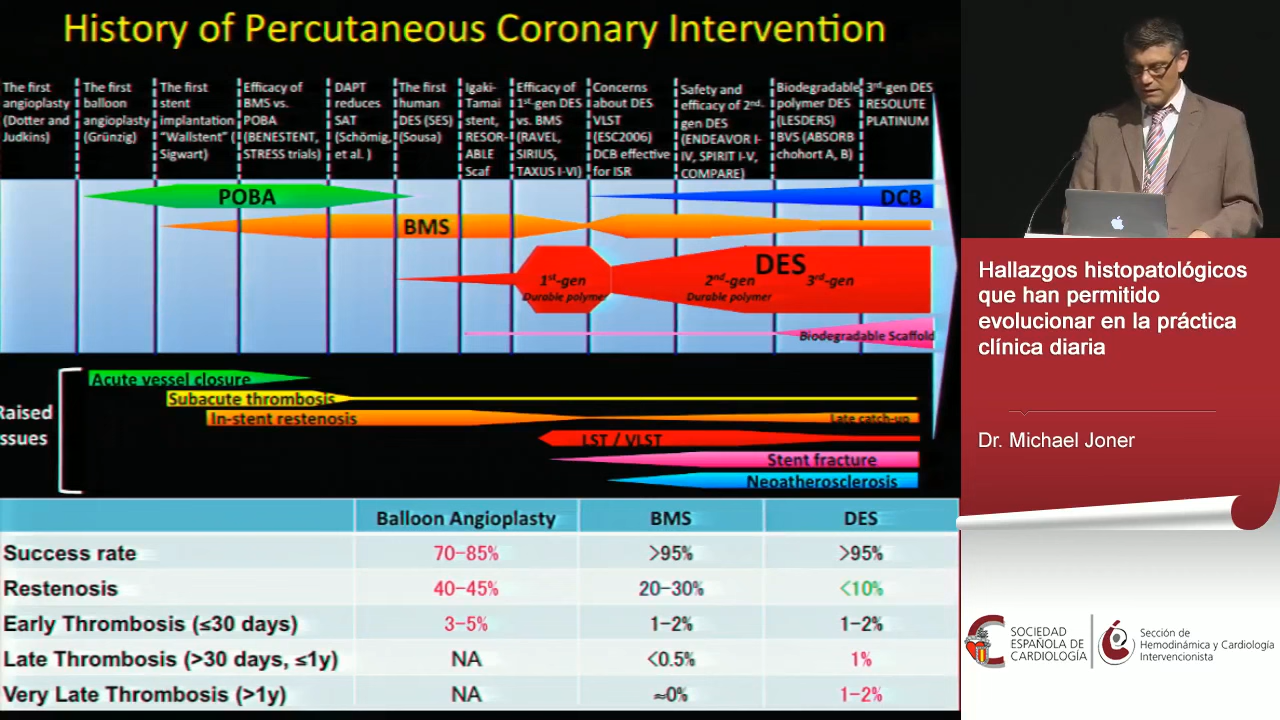 History of Percutaneous Coronary Intervention
The first
angioplasty
(Dotter and
Judkins)
The first
balloon
angioplasty
(Grünzig)
The first
stent
implantation
"Wallstent" (
Sigwart)
Efficacy of
BMS vs.
POBA
(BENESTENT,
STRESS trials)
DAPT
reduces
SAT
(Schömig,
et al. )
The first
human
DES (SES)
(Sousa)
Igaki-
Tamai
stent,
RESOR-
ABLE
Scaf
Efficacy of
1st-gen DES
vs. BMS
(RAVEL,
SIRIUS,
TAXUS I-VI)
Concerns
about DES
VLST
(ESC2006)
DCB effective
for ISR
Safety and
efficacy of 2nd-
gen DES
(ENDEAVOR I-
IV, SPIRIT I-V,
COMPARE)
Biodegradable
polymer DES
(LESDERS)
BVS (ABSORB
chohort A, B)
3rd-gen DES
RESOLUTE
PLATINUM
POBA
DCB
BMS
DES
1st-gen
Durable polymer
2nd-gen
Durable polymer
3rd-gen
Biodegradable Scaffold
Raised
ssues
Acute vessel closure
Subacute thrombosis
In-stent restenosis
Late catch-up
LST / VLST
Stent fracture
Neoatherosclerosis
Balloon Angioplasty BMS DES
Success rate 70-85% >95% >95%
Restenosis 40-45% 20-30% <10%
Early Thrombosis (≤30 days) 3-5% 1-2% 1-2%
Late Thrombosis (>30 days, ≤1y) NA <0.5% 1%
Very Late Thrombosis (>1y) NA ≈0% 1-2%
Hallazgos histopatológicos
que han permitido
evolucionar en la práctica
clínica diaria
Dr. Michael Joner
SOCIEDAD
ESPAÑOLA DE
CARDIOLOGÍA
Sección de
Hemodinámica y Cardiología
Intervencionista